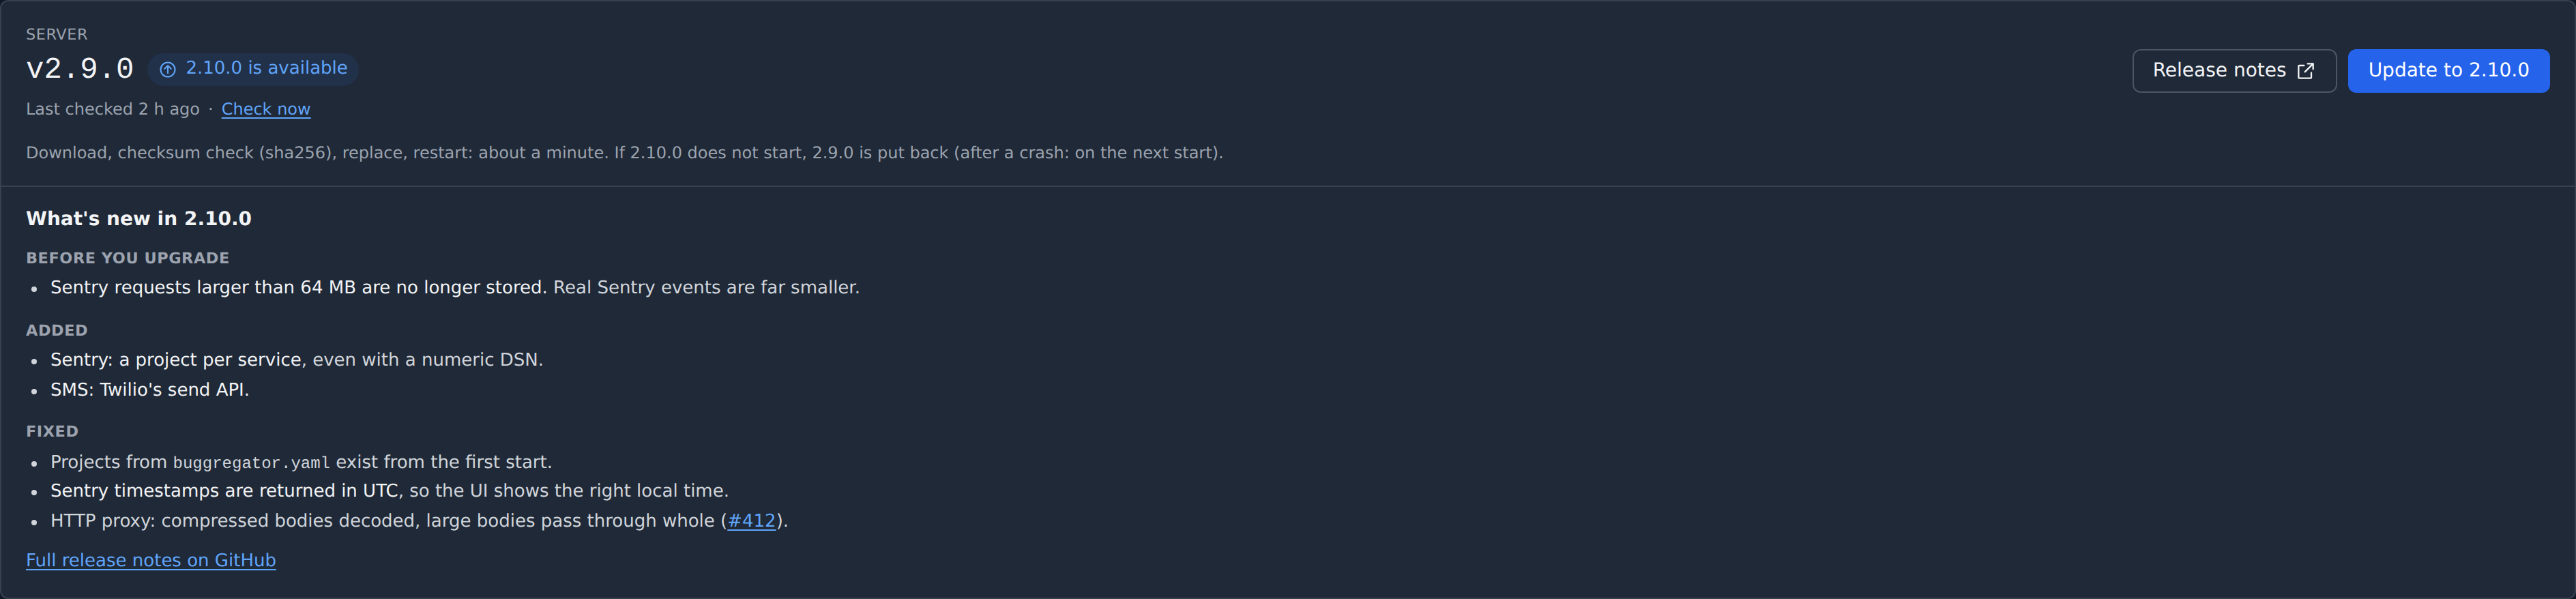 SERVER
v2.9.0 2.10.0 is available
Release notes Update to 2.10.0
Last checked 2 h ago · Check now
Download, checksum check (sha256), replace, restart: about a minute. If 2.10.0 does not start, 2.9.0 is put back (after a crash: on the next start).
What's new in 2.10.0
BEFORE YOU UPGRADE
• Sentry requests larger than 64 MB are no longer stored. Real Sentry events are far smaller.
ADDED
• Sentry: a project per service, even with a numeric DSN.
• SMS: Twilio's send API.
FIXED
• Projects from buggregator.yaml exist from the first start.
• Sentry timestamps are returned in UTC, so the UI shows the right local time.
• HTTP proxy: compressed bodies decoded, large bodies pass through whole (#412).
Full release notes on GitHub